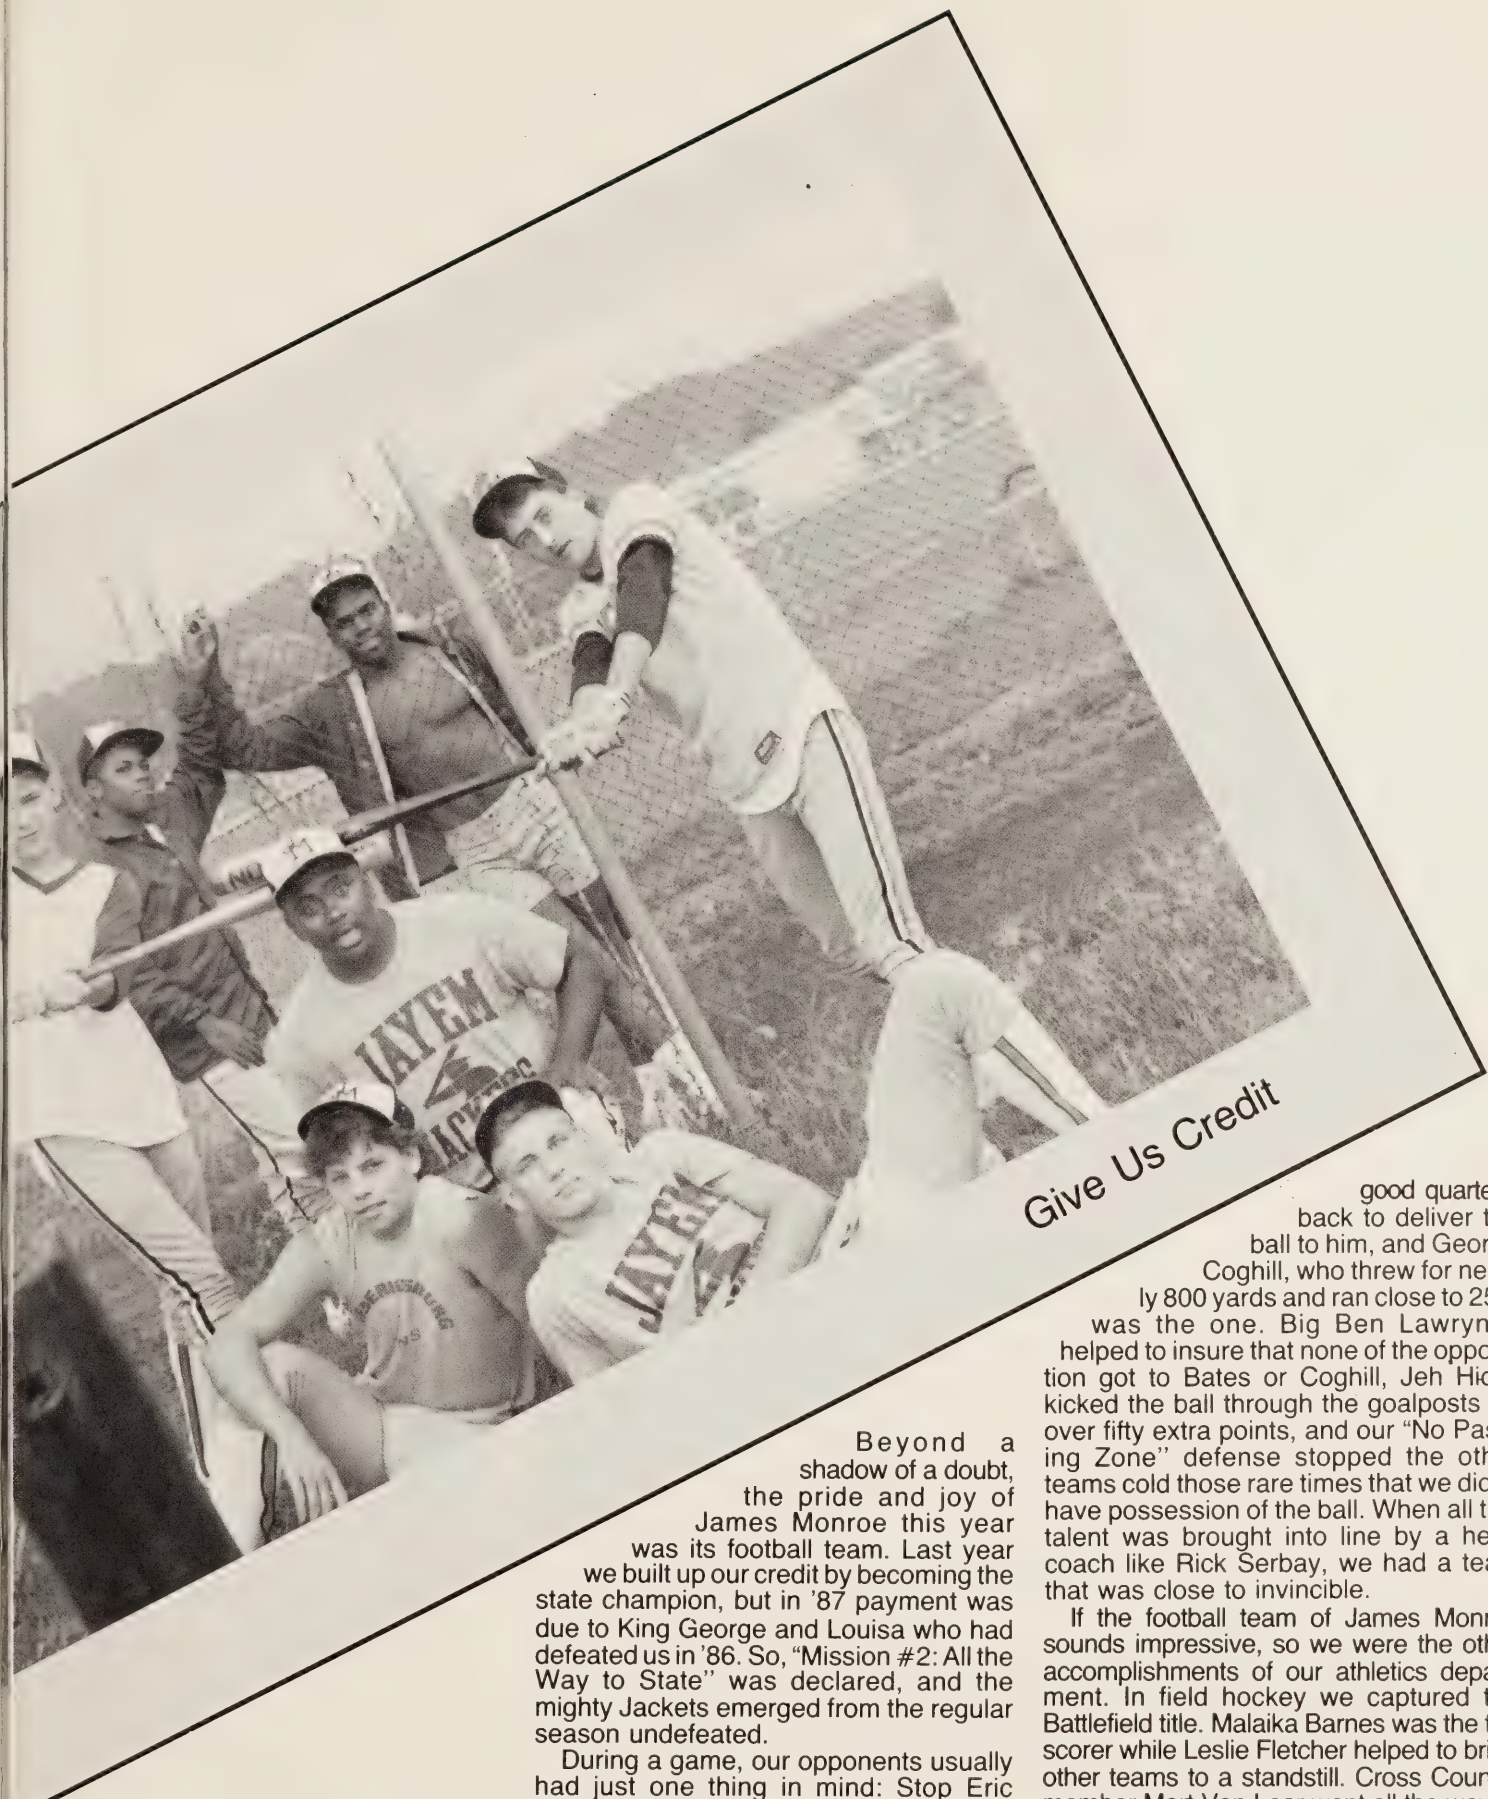 NO
M
JAYEM
JACKETS
M
JAYEM
Give Us Credit
Beyond a
shadow of a doubt,
the pride and joy of
James Monroe this year
was its football team. Last year
we built up our credit by becoming the
state champion, but in '87 payment was
due to King George and Louisa who had
defeated us in '86. So, "Mission #2: All the
Way to State" was declared, and the
mighty Jackets emerged from the regular
season undefeated.
During a game, our opponents usually
had just one thing in mind: Stop Eric
good quarte
back to deliver t
ball to him, and Geor
Coghill, who threw for ne
ly 800 yards and ran close to 25
was the one. Big Ben Lawryn
helped to insure that none of the oppo
tion got to Bates or Coghill, Jeh Hic
kicked the ball through the goalposts
over fifty extra points, and our "No Pas
ing Zone" defense stopped the oth
teams cold those rare times that we did
have possession of the ball. When all t
talent was brought into line by a he
coach like Rick Serbay, we had a tea
that was close to invincible.
If the football team of James Monr
sounds impressive, so we were the oth
accomplishments of our athletics depa
ment. In field hockey we captured t
Battlefield title. Malaika Barnes was the t
scorer while Leslie Fletcher helped to bri
other teams to a standstill. Cross Coun